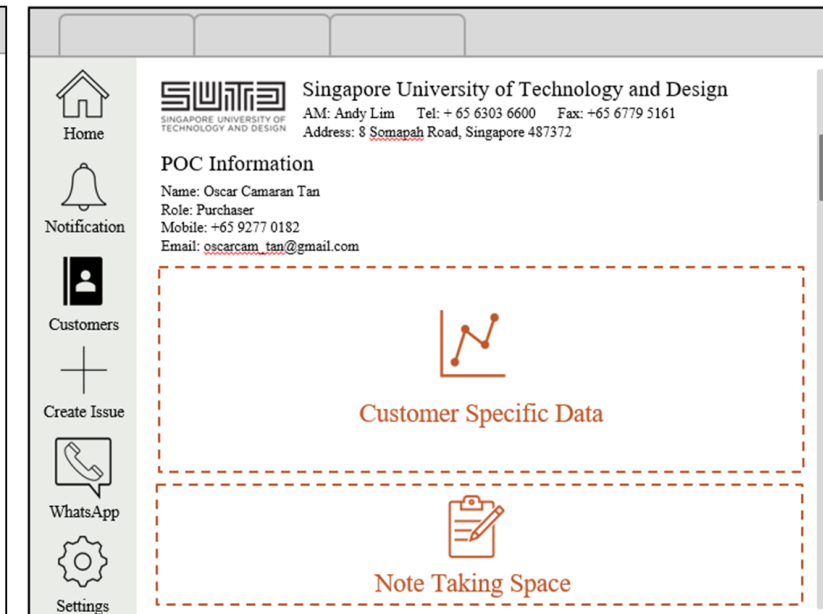 Home
Notification
Customers
Create Issue
WhatsApp
Settings
SUTD
SINGAPORE UNIVERSITY OF
TECHNOLOGY AND DESIGN
Singapore University of Technology and Design
AM: Andy Lim Tel: + 65 6303 6600 Fax: +65 6779 5161
Address: 8 Somapah Road, Singapore 487372
POC Information
Name: Oscar Camaran Tan
Role: Purchaser
Mobile: +65 9277 0182
Email: oscarcam_tan@gmail.com
Customer Specific Data
Note Taking Space